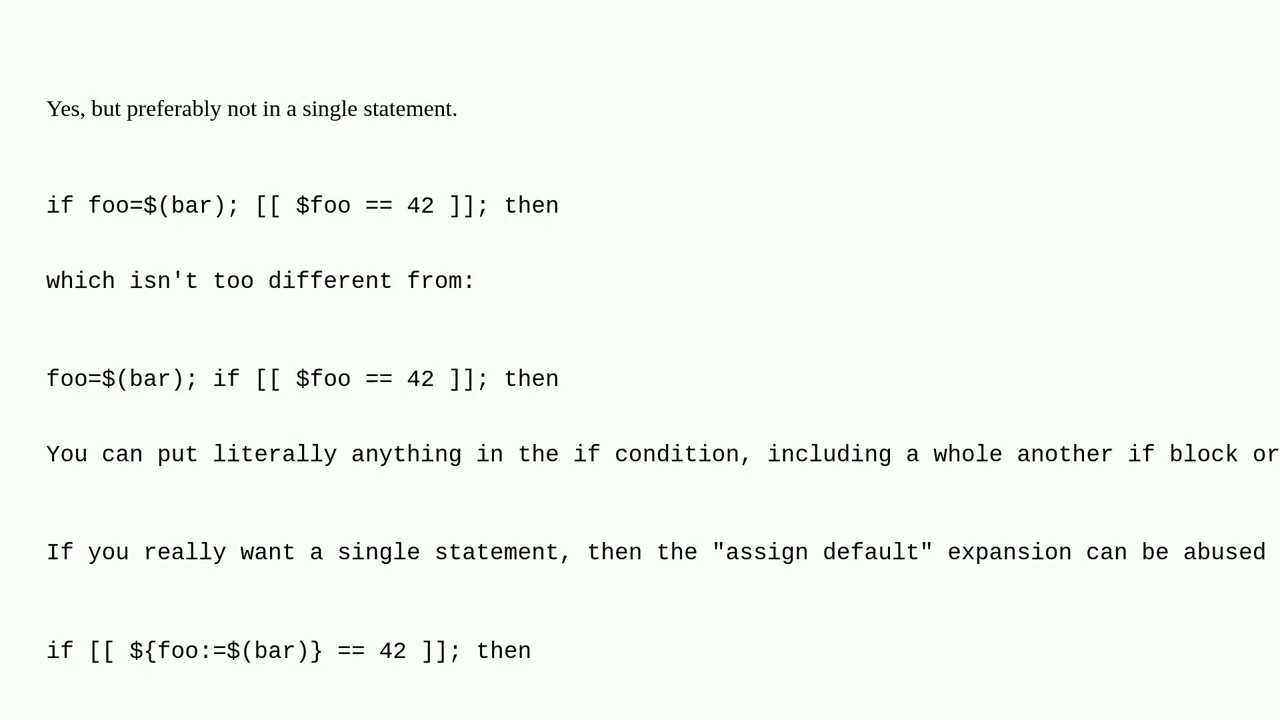 Yes, but preferably not in a single statement.
if foo=$(bar); [[ $foo == 42 ]]; then
which isn't too different from:
foo=$(bar); if [[ $foo == 42 ]]; then
You can put literally anything in the if condition, including a whole another if block or
If you really want a single statement, then the "assign default" expansion can be abused
if [[ ${foo:=$(bar)} == 42 ]]; then